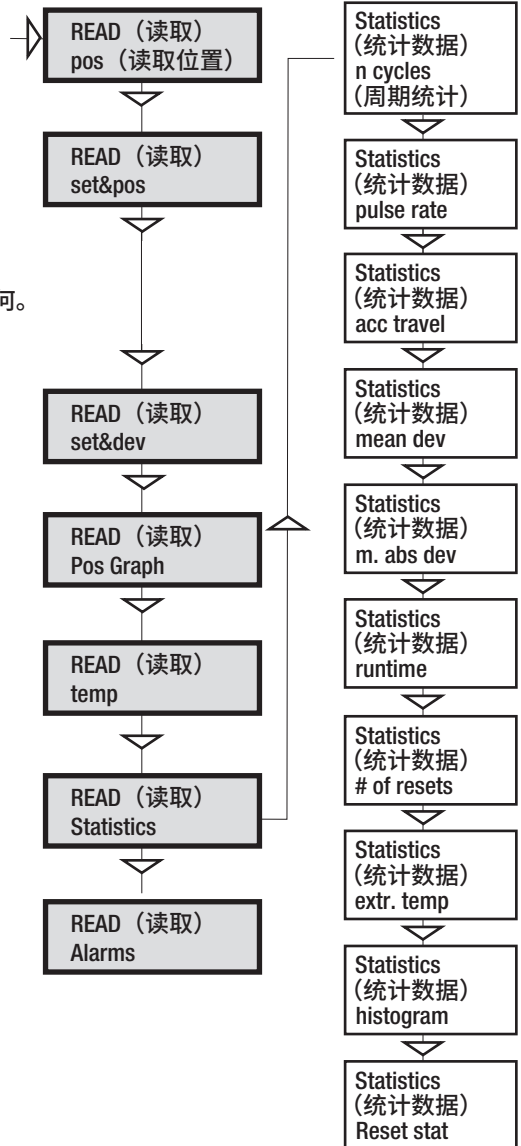 READ（读取）
pos（读取位置）
READ（读取）
set&pos
何。
READ（读取）
set&dev
READ（读取）
Pos Graph
READ（读取）
temp
READ（读取）
Statistics
READ（读取）
Alarms
Statistics
（统计数据）
n cycles
（周期统计）
Statistics
（统计数据）
pulse rate
Statistics
（统计数据）
acc travel
Statistics
（统计数据）
mean dev
Statistics
（统计数据）
m. abs dev
Statistics
（统计数据）
runtime
Statistics
（统计数据）
# of resets
Statistics
（统计数据）
extr. temp
Statistics
（统计数据）
histogram
Statistics
（统计数据）
Reset stat